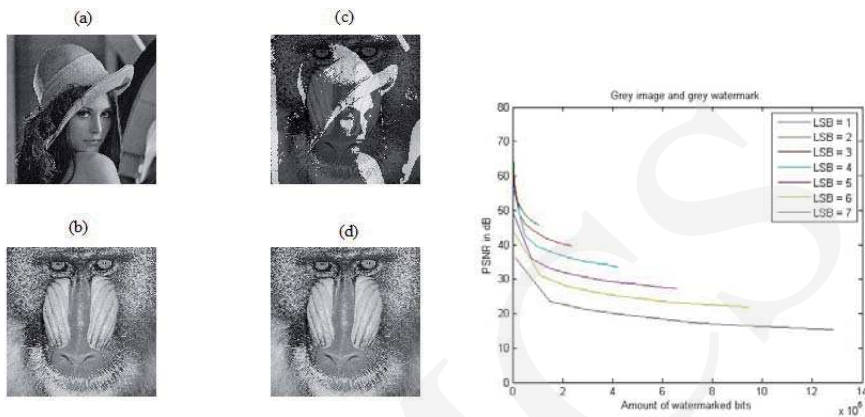 (a)
(c)
(b)
(d)
Grey image and grey watermark
LSB = 1
LSB = 2
LSB = 3
LSB = 4
LSB = 5
LSB = 6
LSB = 7
PSNR in dB
80
70
60
50
40
30
20
10
0
0 2 4 6 8 10 12 14
Amount of watermarked bits